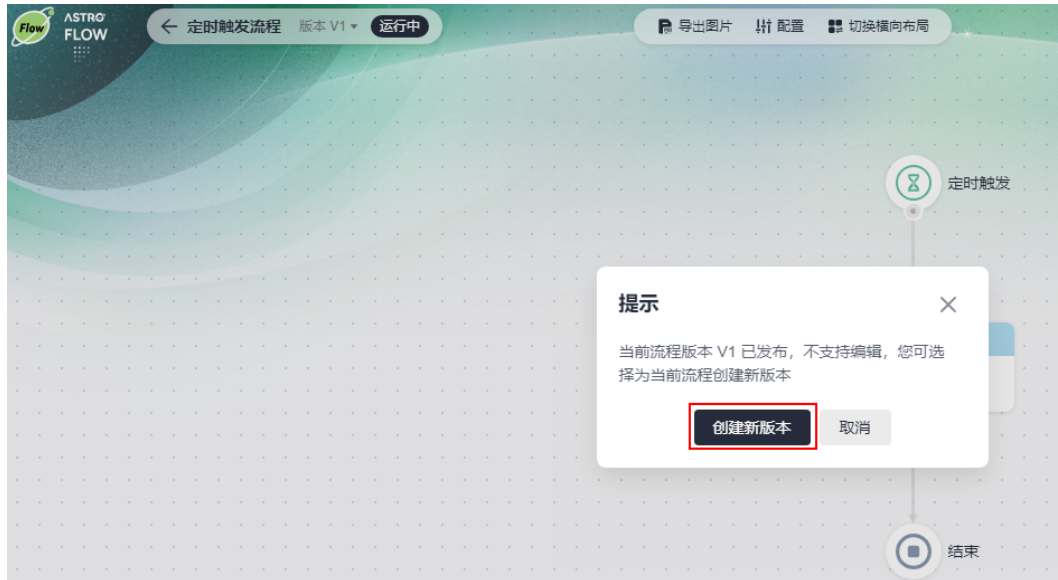 Flow
ASTRO
FLOW
定时触发流程 版本 V1 运行中
导出图片 配置 切换横向布局
定时触发
提示
当前流程版本 V1 已发布，不支持编辑，您可选
择为当前流程创建新版本
创建新版本 取消
结束